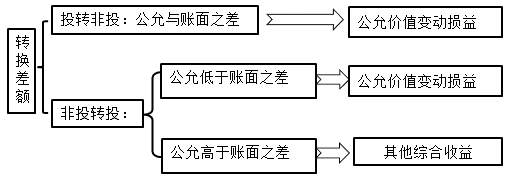 投转非投：公允与账面之差
公允价值变动损益
转换差额
公允低于账面之差
公允价值变动损益
非投转投：
公允高于账面之差
其他综合收益